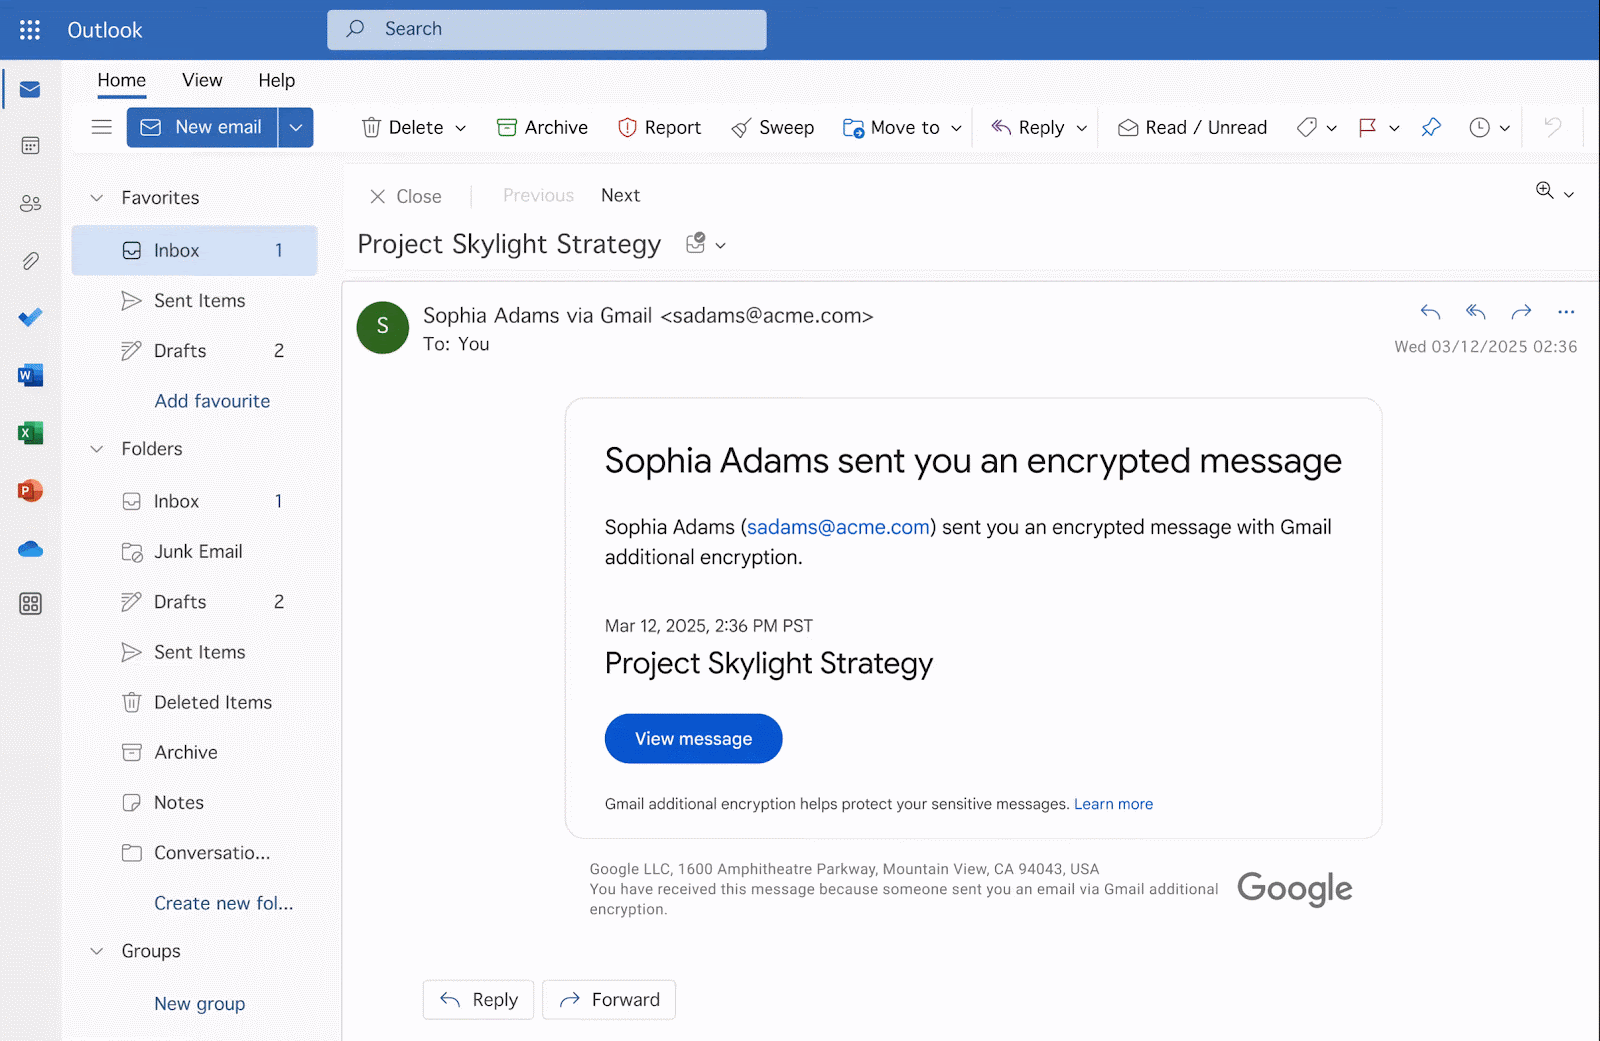 Outlook
Search
Home View Help
New email
Delete Archive Report Sweep Move to Reply Read / Unread
Favorites
Inbox 1
Sent Items
Drafts 2
Add favourite
Folders
Inbox 1
Junk Email
Drafts 2
Sent Items
Deleted Items
Archive
Notes
Conversatio...
Create new fol...
Groups
New group
Close Previous Next
Project Skylight Strategy
S
Sophia Adams via Gmail <sadams@acme.com>
To: You
Wed 03/12/2025 02:36
Sophia Adams sent you an encrypted message
Sophia Adams (sadams@acme.com) sent you an encrypted message with Gmail
additional encryption.
Mar 12, 2025, 2:36 PM PST
Project Skylight Strategy
View message
Gmail additional encryption helps protect your sensitive messages. Learn more
Google LLC, 1600 Amphitheatre Parkway, Mountain View, CA 94043, USA
You have received this message because someone sent you an email via Gmail additional
encryption.
Google
Reply Forward
W
X
P